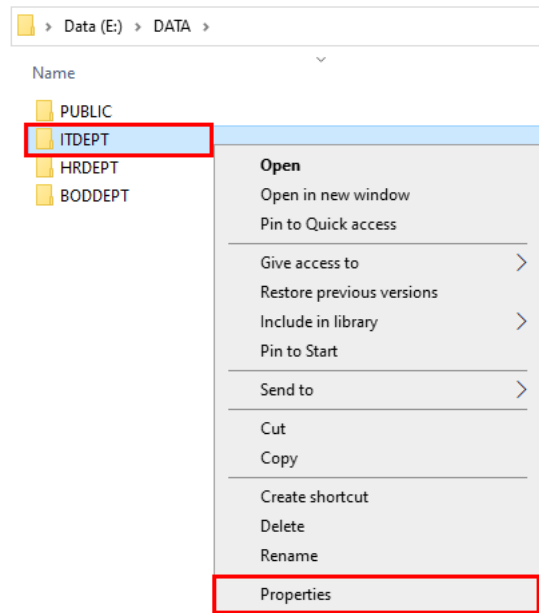 Data (E:) > DATA >
Name
PUBLIC
ITDEPT
HRDEPT
BODDEPT
Open
Open in new window
Pin to Quick access
Give access to
Restore previous versions
Include in library
Pin to Start
Send to
Cut
Copy
Create shortcut
Delete
Rename
Properties